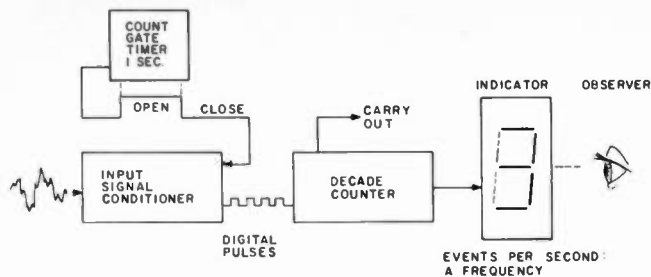 COUNT
GATE
TIMER
1 SEC.
OPEN
CLOSE
CARRY
OUT
INDICATOR
OBSERVER
INPUT
SIGNAL
CONDITIONER
DECADE
COUNTER
DIGITAL
PULSES
EVENTS PER SECOND:
A FREQUENCY